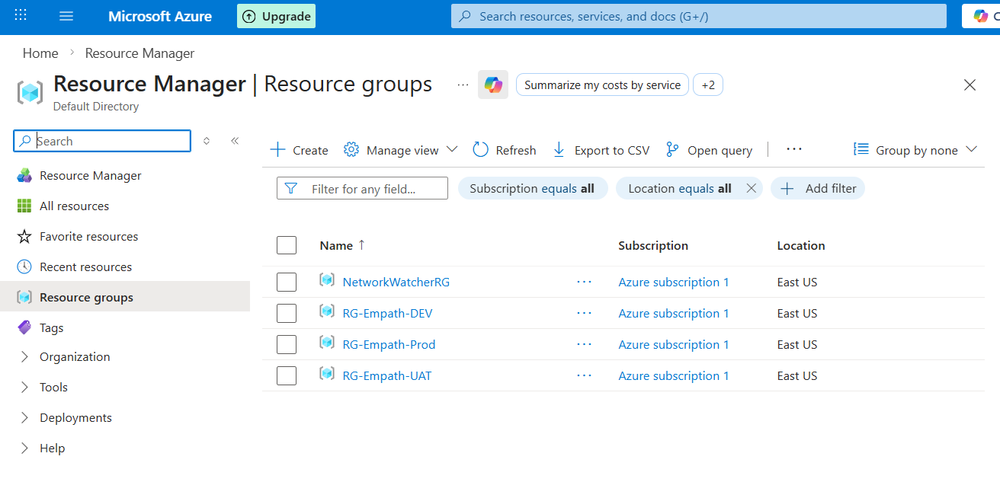 Microsoft Azure Upgrade Search resources, services, and docs (G+/)
Home Resource Manager
Resource Manager | Resource groups ... Summarize my costs by service +2
Default Directory
Search
Create Manage view Refresh Export to CSV Open query ... Group by none
Resource Manager
All resources
Favorite resources
Recent resources
Resource groups
Tags
Organization
Tools
Deployments
Help
Filter for any field... Subscription equals all Location equals all Add filter
Name ↑ Subscription Location
NetworkWatcherRG ... Azure subscription 1 East US
RG-Empath-DEV ... Azure subscription 1 East US
RG-Empath-Prod ... Azure subscription 1 East US
RG-Empath-UAT ... Azure subscription 1 East US